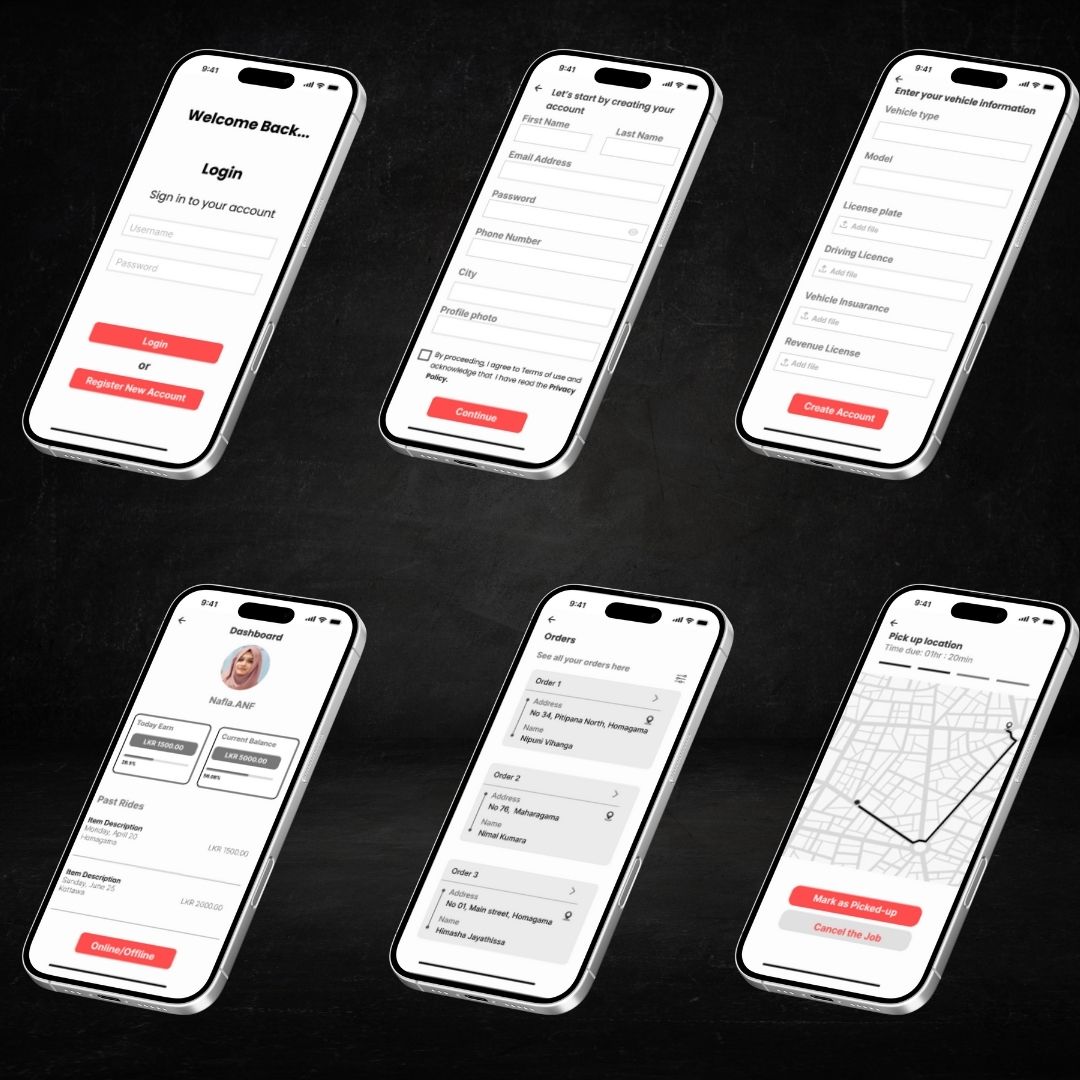 9:41
Welcome Back...
Login
Sign in to your account
Username
Password
Login
or
Register New Account
9:41
Let's start by creating your
account
First Name
Last Name
Email Address
Password
Phone Number
City
Profile photo
By proceeding, I agree to Terms of use and
acknowledge that I have read the Privacy
Policy.
Continue
9:41
Enter your vehicle information
Vehicle type
Model
License plate
Add file
Driving Licence
Add file
Vehicle Insuarance
Add file
Revenue License
Add file
Create Account
9:41
Dashboard
Nafla.ANF
Today Earn
LKR 1500.00
Current Balance
LKR 5000.00
Past Rides
Item Description
Monday, April 20
Homagama
LKR 1500.00
Item Description
Sunday, June 25
Kottawa
LKR 2000.00
Online/Offline
9:41
Orders
See all your orders here
Order 1
Address
No 34, Pitipana North, Homagama
Name
Nipuni Vihanga
Order 2
Address
No 76, Maharagama
Name
Nimal Kumara
Order 3
Address
No 01, Main street, Homagama
Name
Himasha Jayathissa
9:41
Pick up location
Time due: 01hr : 20min
Mark as Picked-up
Cancel the Job